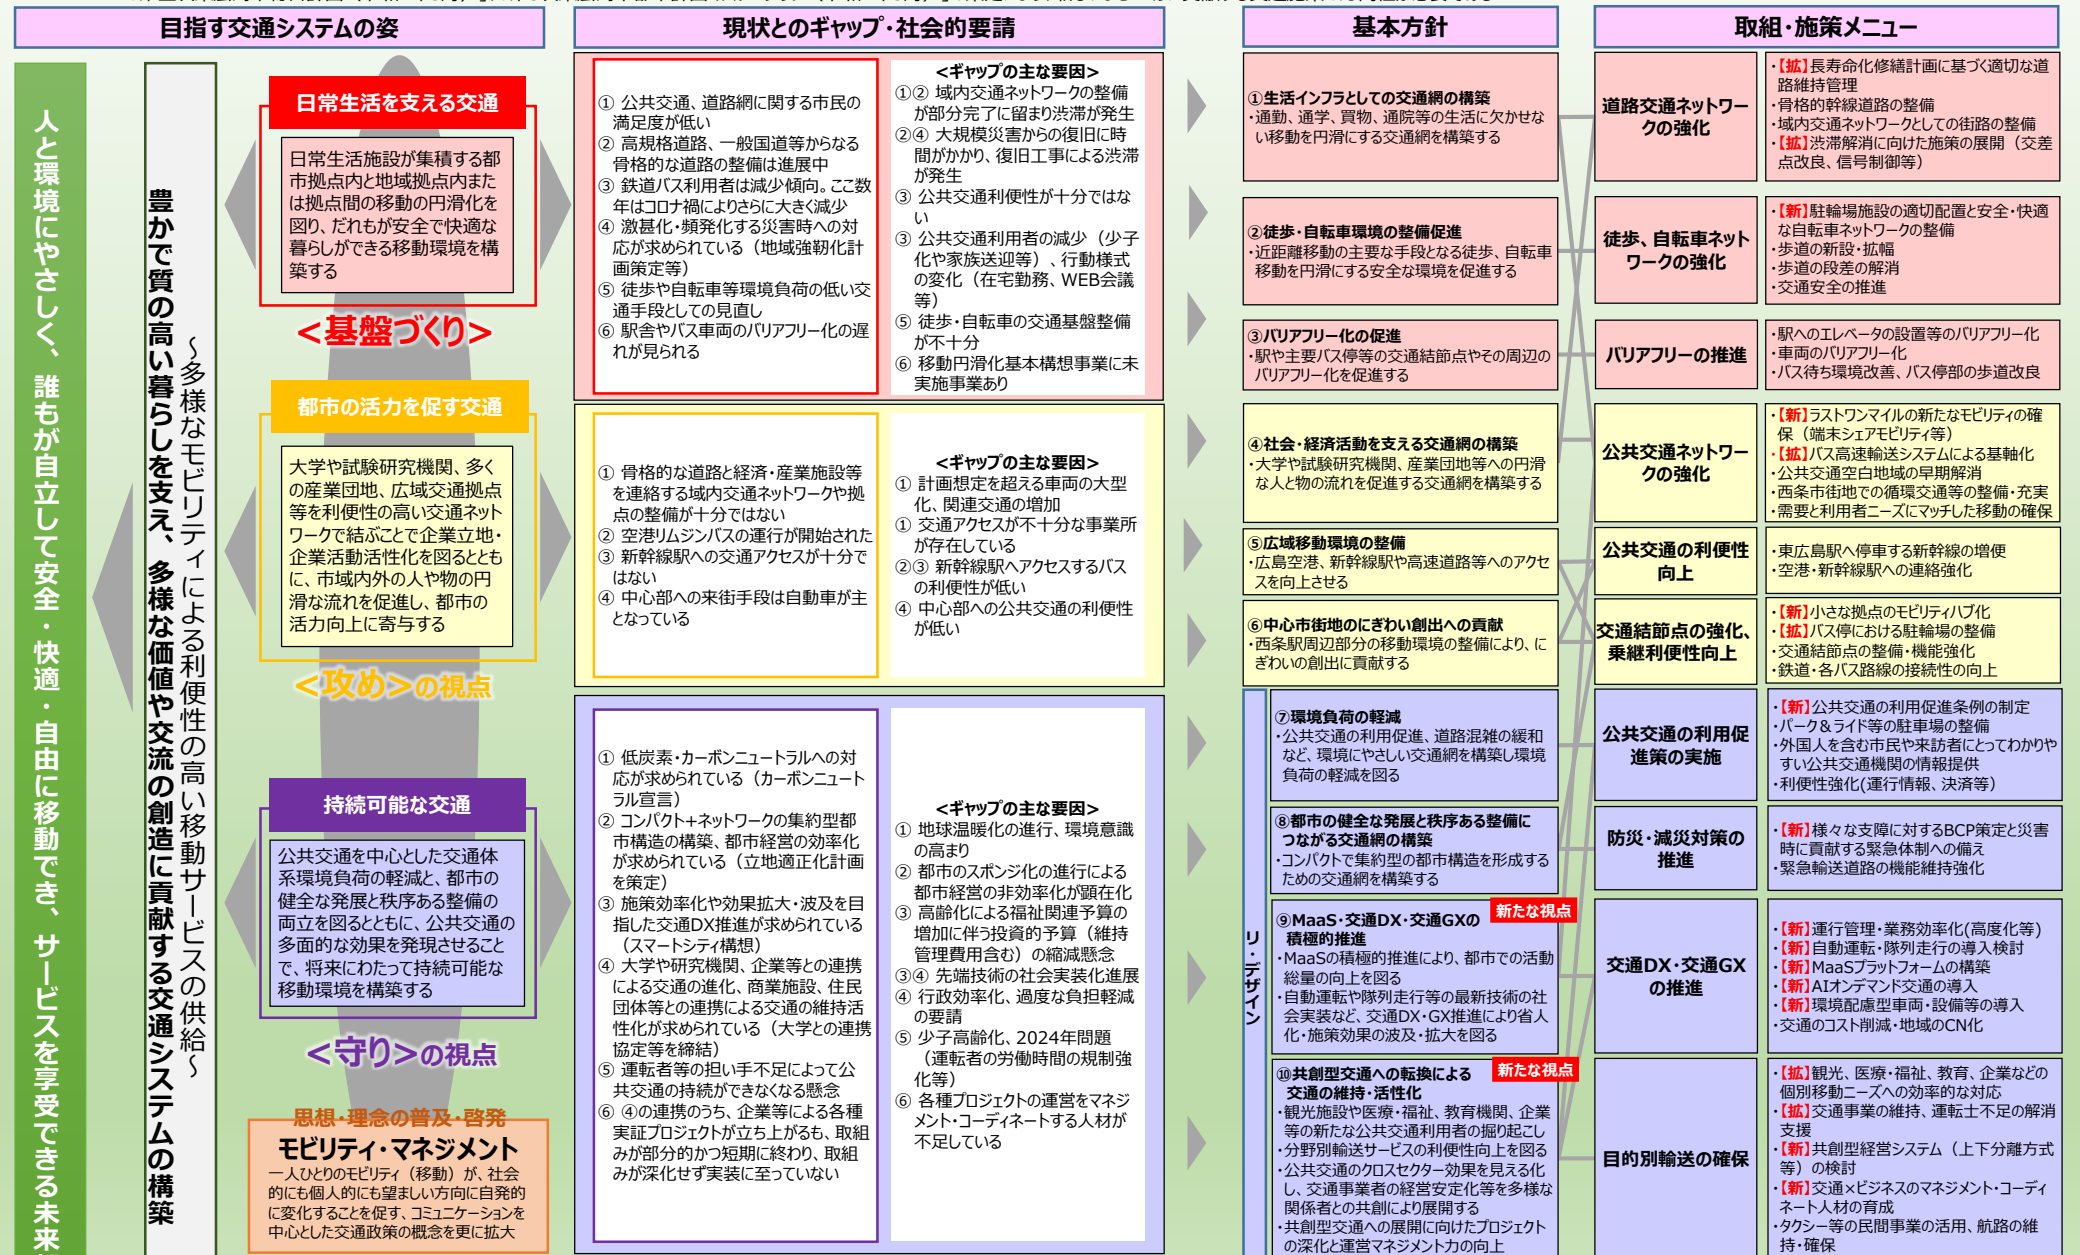 目指す交通システムの姿
現状とのギャップ・社会的要請
基本方針
取組・施策メニュー
人と環境にやさしく、誰もが自立して安全・快適・自由に移動でき、サービスを享受できる未来
豊かで質の高い暮らしを支え、多様な価値や交流の創造に貢献する交通システムの構築
～多様なモビリティによる利便性の高い移動サービスの供給～
日常生活を支える交通
日常生活施設が集積する都
市拠点内と地域拠点内また
は拠点間の移動の円滑化を
図り、だれもが安全で快適な
暮らしができる移動環境を構
築する
<基盤づくり>
都市の活力を促す交通
大学や試験研究機関、多く
の産業団地、広域交通拠点
等を利便性の高い交通ネット
ワークで結ぶことで企業立地・
企業活動活性化を図るととも
に、市域内外の人や物の円
滑な流れを促進し、都市の
活力向上に寄与する
<攻め>の視点
持続可能な交通
公共交通を中心とした交通体
系環境負荷の軽減と、都市の
健全な発展と秩序ある整備の
両立を図るとともに、公共交通の
多面的な効果を発現させること
で、将来にわたって持続可能な
移動環境を構築する
<守り>の視点
思想・理念の普及・啓発
モビリティ・マネジメント
一人ひとりのモビリティ（移動）が、社会
的にも個人的にも望ましい方向に自発的
に変化することを促す、コミュニケーションを
中心とした交通政策の概念を更に拡大
① 公共交通、道路網に関する市民の
満足度が低い
② 高規格道路、一般国道等からなる
骨格的な道路の整備は進展中
③ 鉄道バス利用者は減少傾向。ここ数
年はコロナ禍によりさらに大きく減少
④ 激甚化・頻発化する災害時への対
応が求められている（地域強靭化計
画策定等）
⑤ 徒歩や自転車等環境負荷の低い交
通手段としての見直し
⑥ 駅舎やバス車両のバリアフリー化の遅
れが見られる
<ギャップの主な要因>
①② 域内交通ネットワークの整備
が部分完了に留まり渋滞が発生
②④ 大規模災害からの復旧に時
間がかかり、復旧工事による渋滞
が発生
③ 公共交通利便性が十分ではな
い
③ 公共交通利用者の減少（少子
化や家族送迎等）、行動様式
の変化（在宅勤務、WEB会議
等）
⑤ 徒歩・自転車の交通基盤整備
が不十分
⑥ 移動円滑化基本構想事業に未
実施事業あり
① 骨格的な道路と経済・産業施設等
を連絡する域内交通ネットワークや拠
点の整備が十分ではない
② 空港リムジンバスの運行が開始された
③ 新幹線駅への交通アクセスが十分で
はない
④ 中心部への来街手段は自動車が主
となっている
<ギャップの主な要因>
① 計画想定を超える車両の大型
化、関連交通の増加
① 交通アクセスが不十分な事業所
が存在している
②③ 新幹線駅へアクセスするバス
の利便性が低い
④ 中心部への公共交通の利便性
が低い
① 低炭素・カーボンニュートラルへの対
応が求められている（カーボンニュート
ラル宣言）
② コンパクト+ネットワークの集約型都
市構造の構築、都市経営の効率化
が求められている（立地適正化計画
を策定）
③ 施策効率化や効果拡大・波及を目
指した交通DX推進が求められている
（スマートシティ構想）
④ 大学や研究機関、企業等との連携
による交通の進化、商業施設、住民
団体等との連携による交通の維持活
性化が求められている（大学との連携
協定等を締結）
⑤ 運転者等の担い手不足によって公
共交通の持続ができなくなる懸念
⑥ ④の連携のうち、企業等による各種
実証プロジェクトが立ち上がるも、取組
みが部分的かつ短期に終わり、取組
みが深化せず実装に至っていない
<ギャップの主な要因>
① 地球温暖化の進行、環境意識
の高まり
② 都市のスポンジ化の進行による
都市経営の非効率化が顕在化
③ 高齢化による福祉関連予算の
増加に伴う投資的予算（維持
管理費用含む）の縮減懸念
③④ 先端技術の社会実装化進展
④ 行政効率化、過度な負担軽減
の要請
⑤ 少子高齢化、2024年問題
（運転者の労働時間の規制強
化等）
⑥ 各種プロジェクトの運営をマネジ
メント・コーディネートする人材が
不足している
①生活インフラとしての交通網の構築
・通勤、通学、買物、通院等の生活に欠かせな
い移動を円滑にする交通網を構築する
②徒歩・自転車環境の整備促進
・近距離移動の主要な手段となる徒歩、自転車
移動を円滑にする安全な環境を促進する
③バリアフリー化の促進
・駅や主要バス停等の交通結節点やその周辺の
バリアフリー化を促進する
④社会・経済活動を支える交通網の構築
・大学や試験研究機関、産業団地等への円滑
な人と物の流れを促進する交通網を構築する
⑤広域移動環境の整備
・広島空港、新幹線駅や高速道路等へのアクセ
スを向上させる
⑥中心市街地のにぎわい創出への貢献
・西条駅周辺部分の移動環境の整備により、に
ぎわいの創出に貢献する
リ・デザイン
⑦環境負荷の軽減
・公共交通の利用促進、道路混雑の緩和
など、環境にやさしい交通網を構築し環境
負荷の軽減を図る
⑧都市の健全な発展と秩序ある整備に
つながる交通網の構築
・コンパクトで集約型の都市構造を形成する
ための交通網を構築する
新たな視点
⑨MaaS・交通DX・交通GXの
積極的推進
・MaaSの積極的推進により、都市での活動
総量の向上を図る
・自動運転や隊列走行等の最新技術の社
会実装など、交通DX・GX推進により省人
化・施策効果の波及・拡大を図る
新たな視点
⑩共創型交通への転換による
交通の維持・活性化
・観光施設や医療・福祉、教育機関、企業
等の新たな公共交通利用者の掘り起こし
・分野別輸送サービスの利便性向上を図る
・公共交通のクロスセクター効果を見える化
し、交通事業者の経営安定化等を多様な
関係者との共創により展開する
・共創型交通への展開に向けたプロジェクト
の深化と運営マネジメント力の向上
道路交通ネットワー
クの強化
・【拡】長寿命化修繕計画に基づく適切な道
路維持管理
・骨格的幹線道路の整備
・域内交通ネットワークとしての街路の整備
・【拡】渋滞解消に向けた施策の展開（交差
点改良、信号制御等）
徒歩、自転車ネット
ワークの強化
・【新】駐輪場施設の適切配置と安全・快適
な自転車ネットワークの整備
・歩道の新設・拡幅
・歩道の段差の解消
・交通安全の推進
バリアフリーの推進
・駅へのエレベータの設置等のバリアフリー化
・車両のバリアフリー化
・バス待ち環境改善、バス停部の歩道改良
公共交通ネットワー
クの強化
・【新】ラストワンマイルの新たなモビリティの確
保（端末シェアモビリティ等）
・【拡】バス高速輸送システムによる基軸化
・公共交通空白地域の早期解消
・西条市街地での循環交通等の整備・充実
・需要と利用者ニーズにマッチした移動の確保
公共交通の利便性
向上
・東広島駅へ停車する新幹線の増便
・空港・新幹線駅への連絡強化
交通結節点の強化、
乗継利便性向上
・【新】小さな拠点のモビリティハブ化
・【拡】バス停における駐輪場の整備
・交通結節点の整備・機能強化
・鉄道・各バス路線の接続性の向上
公共交通の利用促
進策の実施
・【新】公共交通の利用促進条例の制定
・パーク＆ライド等の駐車場の整備
・外国人を含む市民や来訪者にとってわかりや
すい公共交通機関の情報提供
・利便性強化(運行情報、決済等)
防災・減災対策の
推進
・【新】様々な支障に対するBCP策定と災害
時に貢献する緊急体制への備え
・緊急輸送道路の機能維持強化
交通DX・交通GX
の推進
・【新】運行管理・業務効率化(高度化等)
・【新】自動運転・隊列走行の導入検討
・【新】MaaSプラットフォームの構築
・【新】AIオンデマンド交通の導入
・【新】環境配慮型車両・設備等の導入
・交通のコスト削減・地域のCN化
目的別輸送の確保
・【拡】観光、医療・福祉、教育、企業などの
個別移動ニーズへの効率的な対応
・【拡】交通事業の維持、運転士不足の解消
支援
・【新】共創型経営システム（上下分離方式
等）の検討
・【新】交通×ビジネスのマネジメント・コーディ
ネート人材の育成
・タクシー等の民間事業の活用、航路の維
持・確保